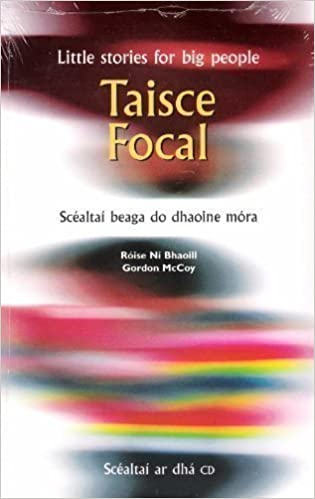 Little stories for big people
Taisce
Focal
Scéaltaí beaga do dhaoine móra
Róise Ní Bhaoill
Gordon McCoy
Scéaltaí ar dhá CD